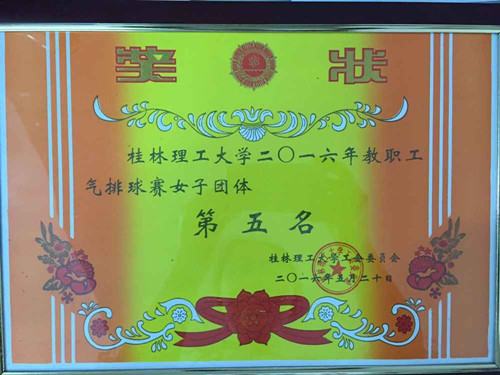 奖状
桂林理工大学二〇一六年教职工
气排球赛女子团体
第五名
桂林理工大学工会委员会
二〇一六年五月二十日